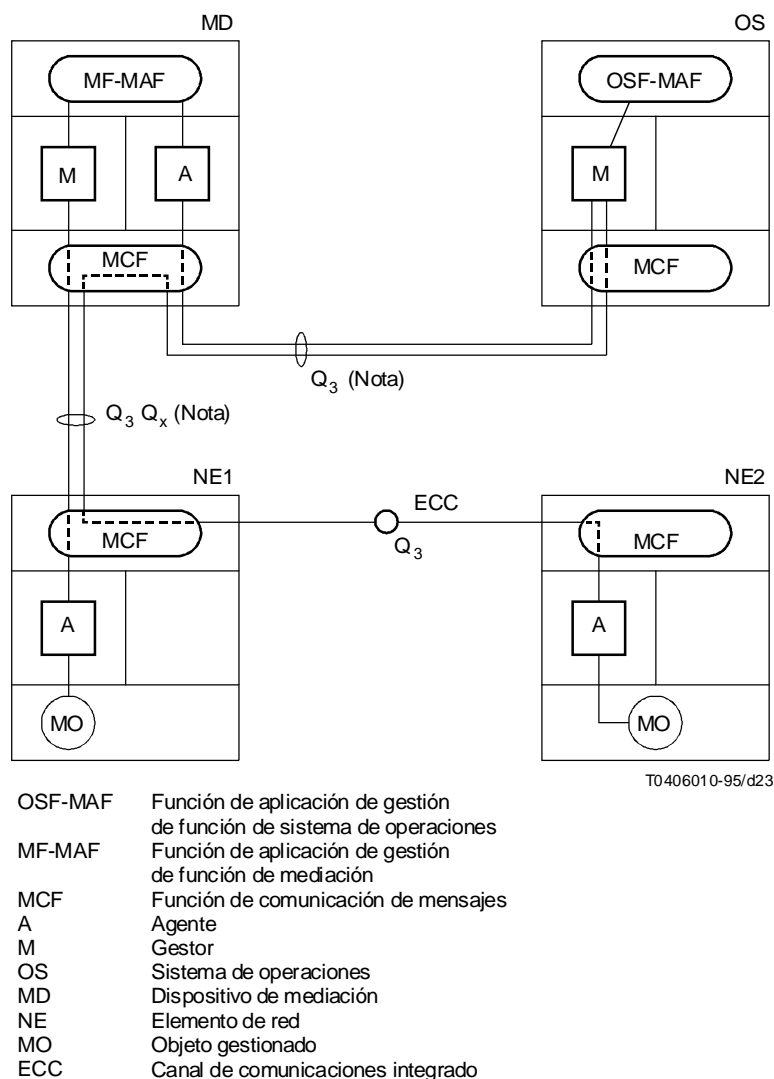 MD
OS
MF-MAF
OSF-MAF
M
A
M
MCF
MCF
Q3 (Nota)
Q3 Qx (Nota)
NE1
NE2
MCF
ECC
Q3
MCF
A
A
MO
MO
T0406010-95/d23
OSF-MAF Función de aplicación de gestión
de función de sistema de operaciones
MF-MAF Función de aplicación de gestión
de función de mediación
MCF Función de comunicación de mensajes
A Agente
M Gestor
OS Sistema de operaciones
MD Dispositivo de mediación
NE Elemento de red
MO Objeto gestionado
ECC Canal de comunicaciones integrado